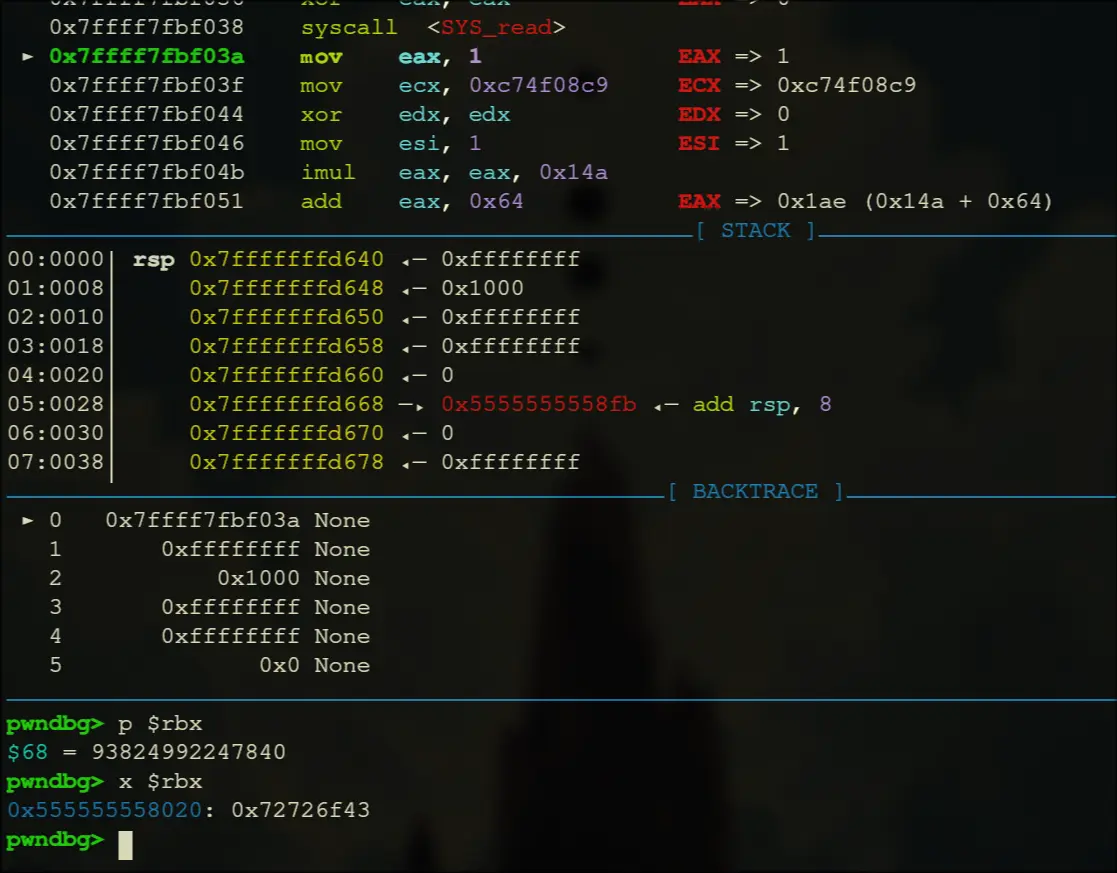 0x7ffff7fbf038 syscall <SYS_read>
► 0x7ffff7fbf03a mov eax, 1 EAX => 1
0x7ffff7fbf03f mov ecx, 0xc74f08c9 ECX => 0xc74f08c9
0x7ffff7fbf044 xor edx, edx EDX => 0
0x7ffff7fbf046 mov esi, 1 ESI => 1
0x7ffff7fbf04b imul eax, eax, 0x14a
0x7ffff7fbf051 add eax, 0x64 EAX => 0x1ae (0x14a + 0x64)
[ STACK ]
00:0000│ rsp 0x7fffffffd640 ◂— 0xffffffff
01:0008│ 0x7fffffffd648 ◂— 0x1000
02:0010│ 0x7fffffffd650 ◂— 0xffffffff
03:0018│ 0x7fffffffd658 ◂— 0xffffffff
04:0020│ 0x7fffffffd660 ◂— 0
05:0028│ 0x7fffffffd668 —▸ 0x5555555558fb ◂— add rsp, 8
06:0030│ 0x7fffffffd670 ◂— 0
07:0038│ 0x7fffffffd678 ◂— 0xffffffff
[ BACKTRACE ]
► 0 0x7ffff7fbf03a None
1 0xffffffff None
2 0x1000 None
3 0xffffffff None
4 0xffffffff None
5 0x0 None
pwndbg> p $rbx
$68 = 93824992247840
pwndbg> x $rbx
0x555555558020: 0x72726f43
pwndbg>